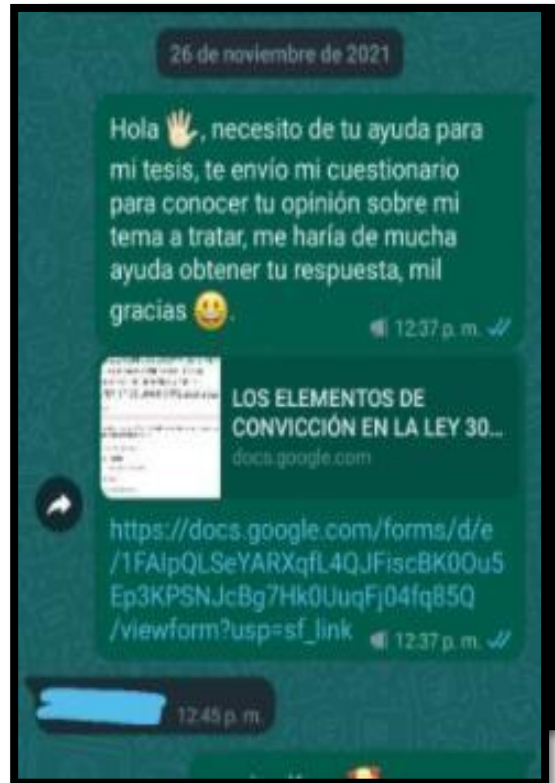 26 de noviembre de 2021
Hola 🖐🏻, necesito de tu ayuda para
mi tesis, te envío mi cuestionario
para conocer tu opinión sobre mi
tema a tratar, me haría de mucha
ayuda obtener tu respuesta, mil
gracias 😀.
12:37 p. m.
LOS ELEMENTOS DE
CONVICCIÓN EN LA LEY 30...
docs.google.com
https://docs.google.com/forms/d/e
/1FAIpQLSeYARXqfL4QJFiscBK0Ou5
Ep3KPSNJcBg7Hk0UuqFj04fq85Q
/viewform?usp=sf_link
12:37 p. m.
12:45 p. m.